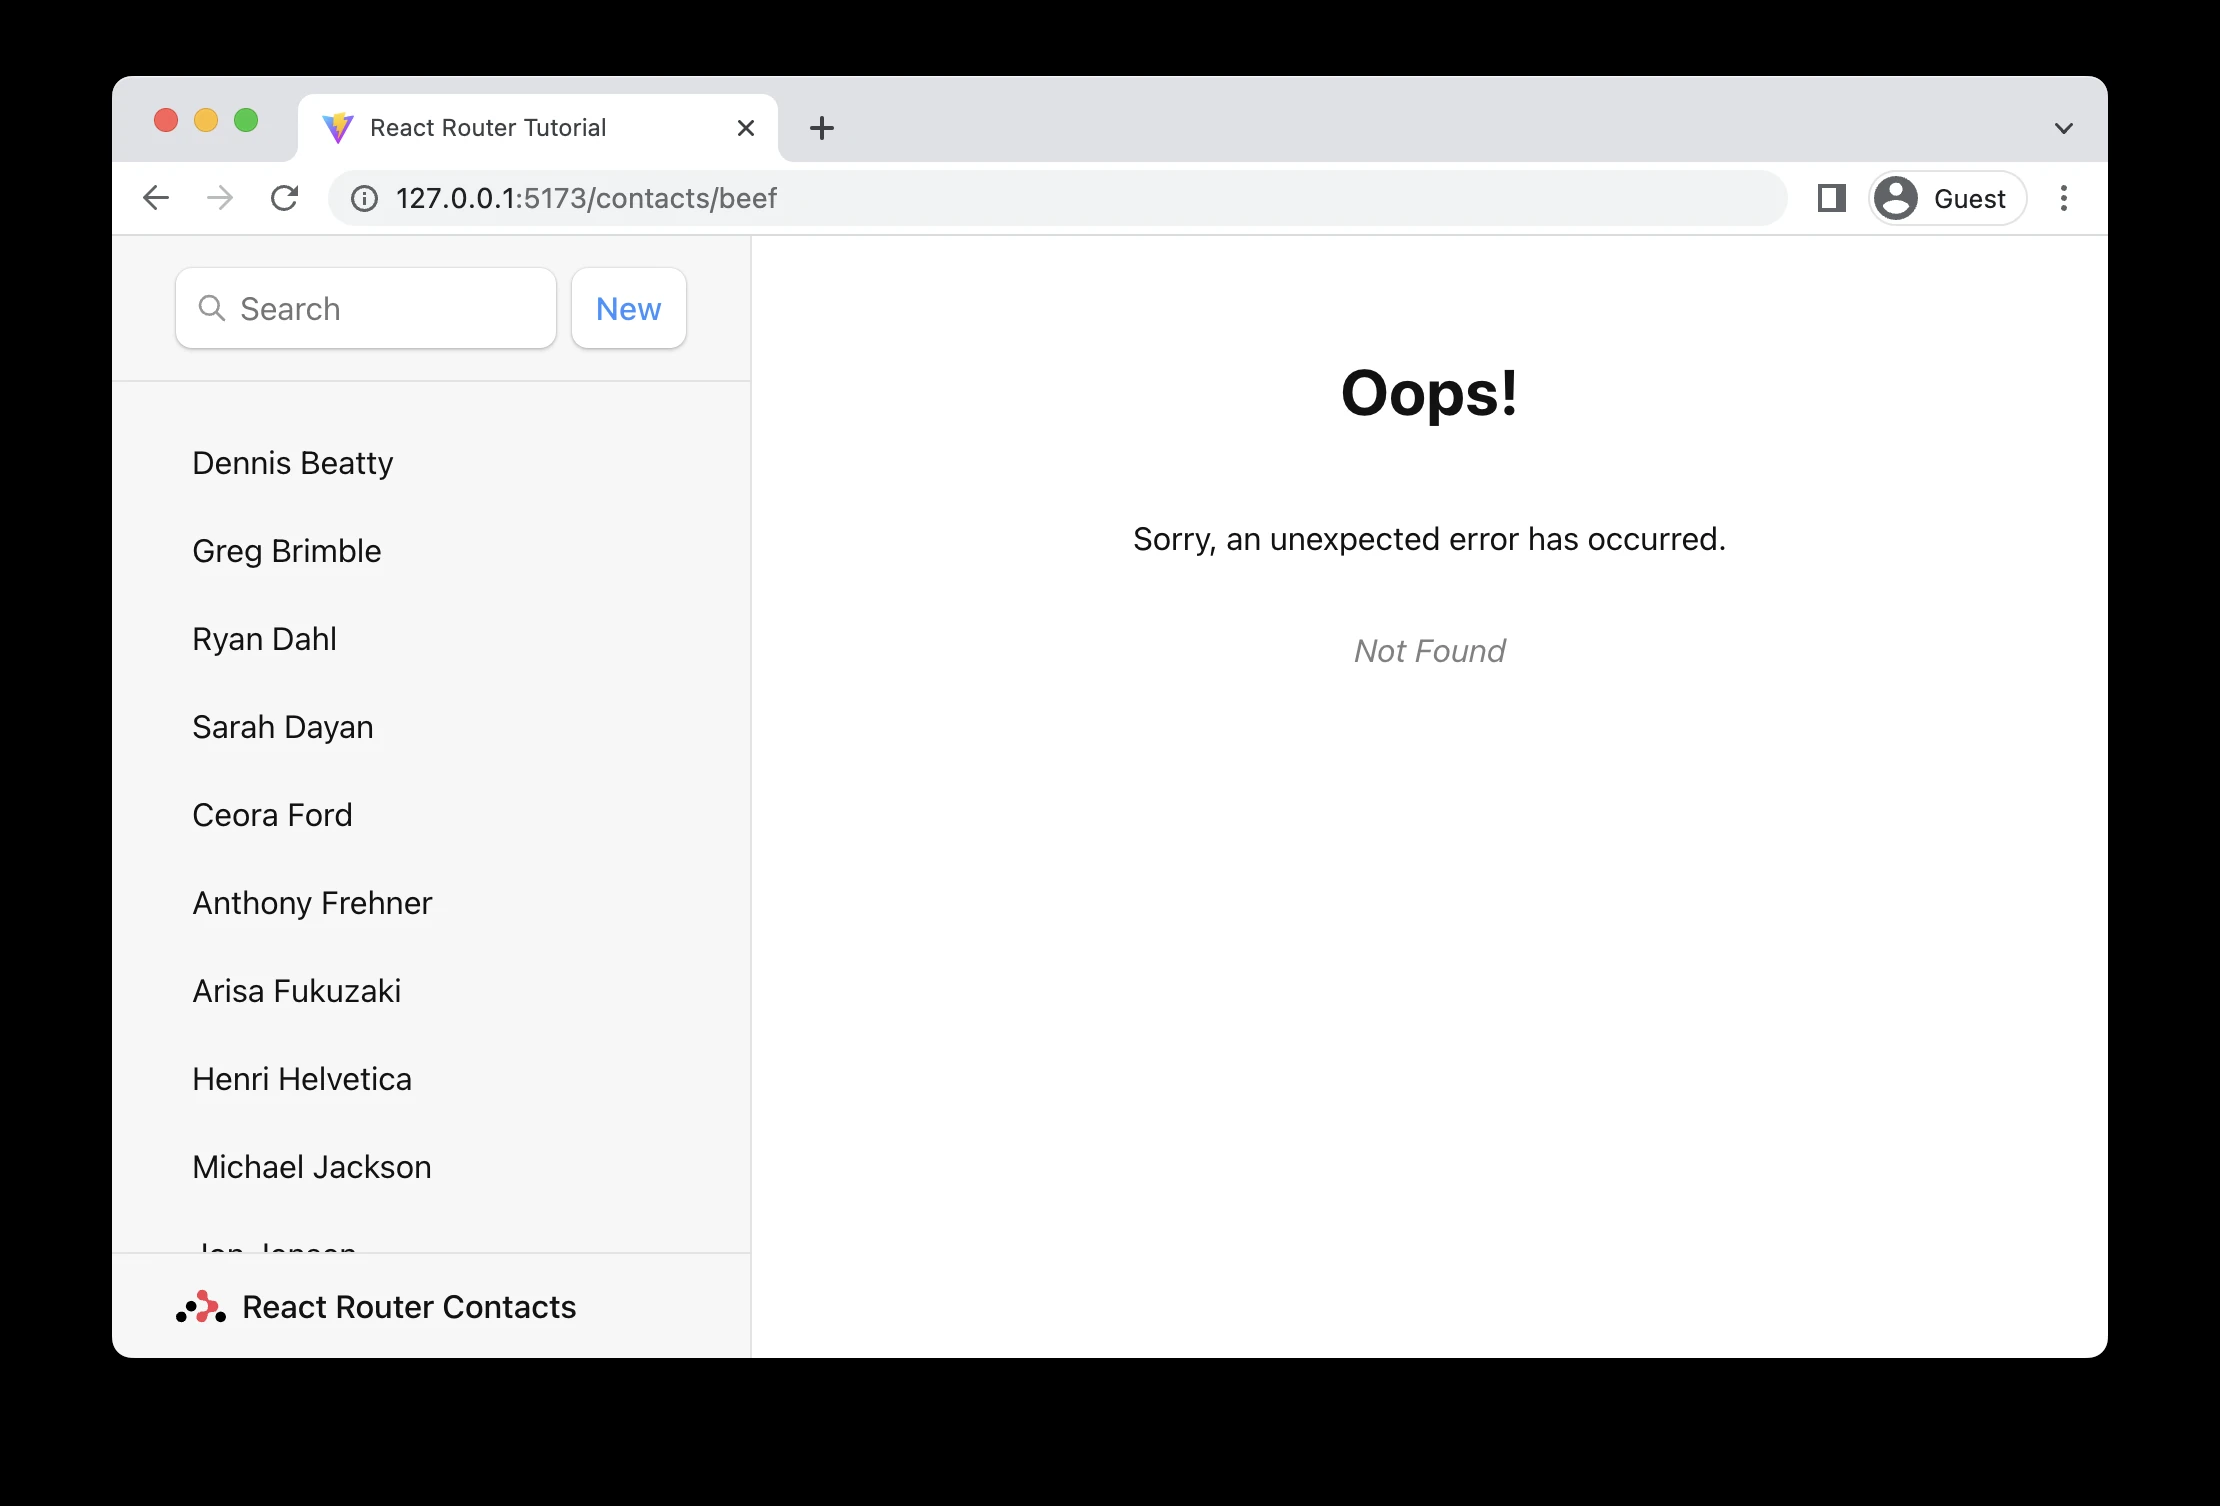 React Router Tutorial
127.0.0.1:5173/contacts/beef
Guest
Search
New
Dennis Beatty
Greg Brimble
Ryan Dahl
Sarah Dayan
Ceora Ford
Anthony Frehner
Arisa Fukuzaki
Henri Helvetica
Michael Jackson
React Router Contacts
Oops!
Sorry, an unexpected error has occurred.
Not Found